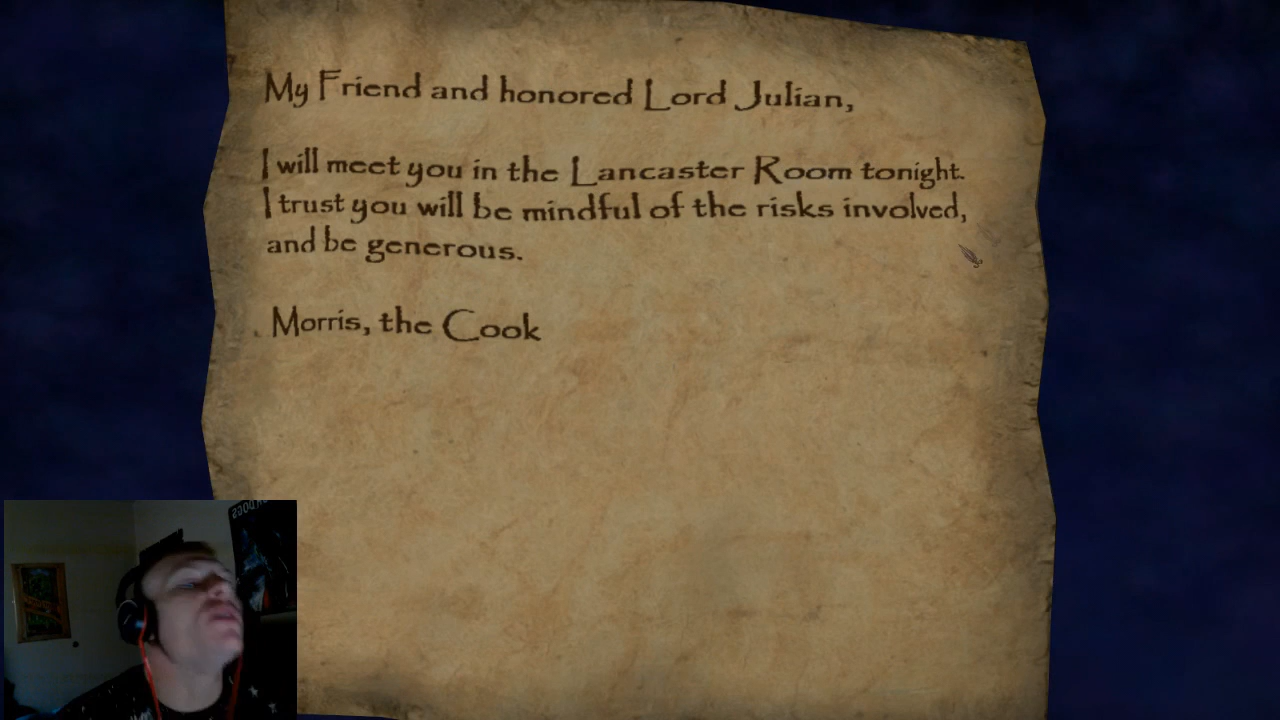 My Friend and honored Lord Julian,
I will meet you in the Lancaster Room tonight.
I trust you will be mindful of the risks involved,
and be generous.
Morris, the Cook